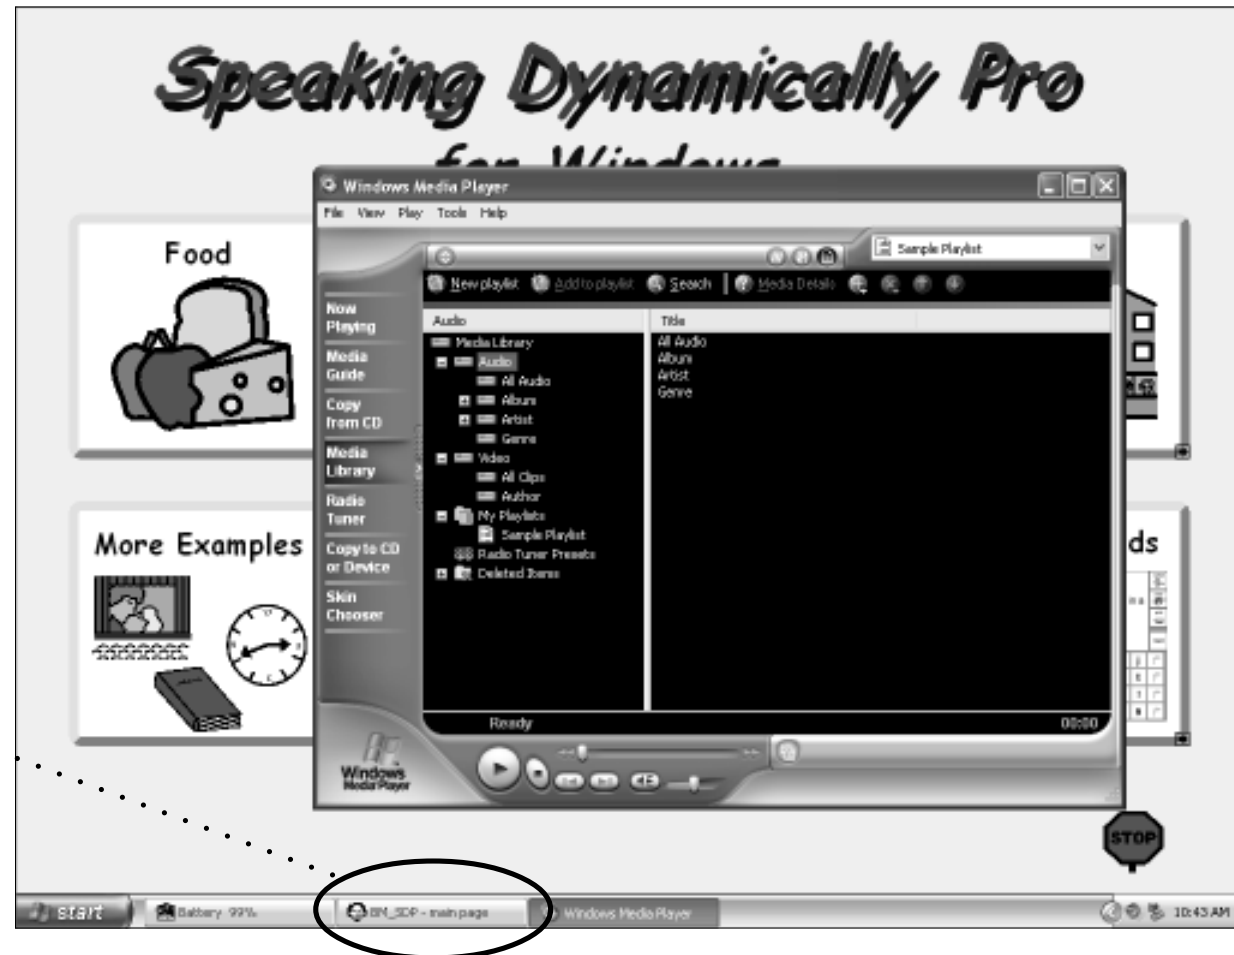 Speaking Dynamically Pro
for Windows
Windows Media Player
File View Play Tools Help
Food
Sample Playlist
New playlist Add to playlist Search Media Details
Now
Playing
Media
Guide
Copy
from CD
Media
Library
Radio
Tuner
Copy to CD
or Device
Skin
Chooser
Audio
Title
Media Library
Audio
All Audio
Album
Artist
Genre
Video
All Clips
Author
My Playlists
Sample Playlist
Radio Tuner Presets
Deleted Items
All Audio
Album
Artist
Genre
More Examples
ds
Ready 00:00
Windows
Media Player
STOP
start Battery 99% BM_SDP - main page Windows Media Player 10:43 AM